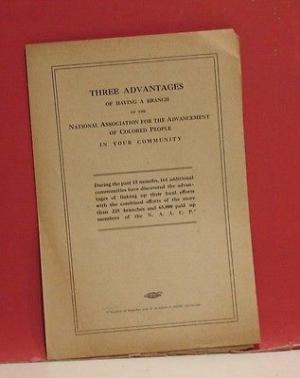 THREE ADVANTAGES
OF HAVING A BRANCH
OF THE
NATIONAL ASSOCIATION FOR THE ADVANCEMENT
OF COLORED PEOPLE
IN YOUR COMMUNITY
During the past 18 months, 141 additional
communities have discovered the advan-
tages of linking up their local efforts
with the combined efforts of the more
than 225 branches and 65,000 paid up
members of the N. A. A. C. P.